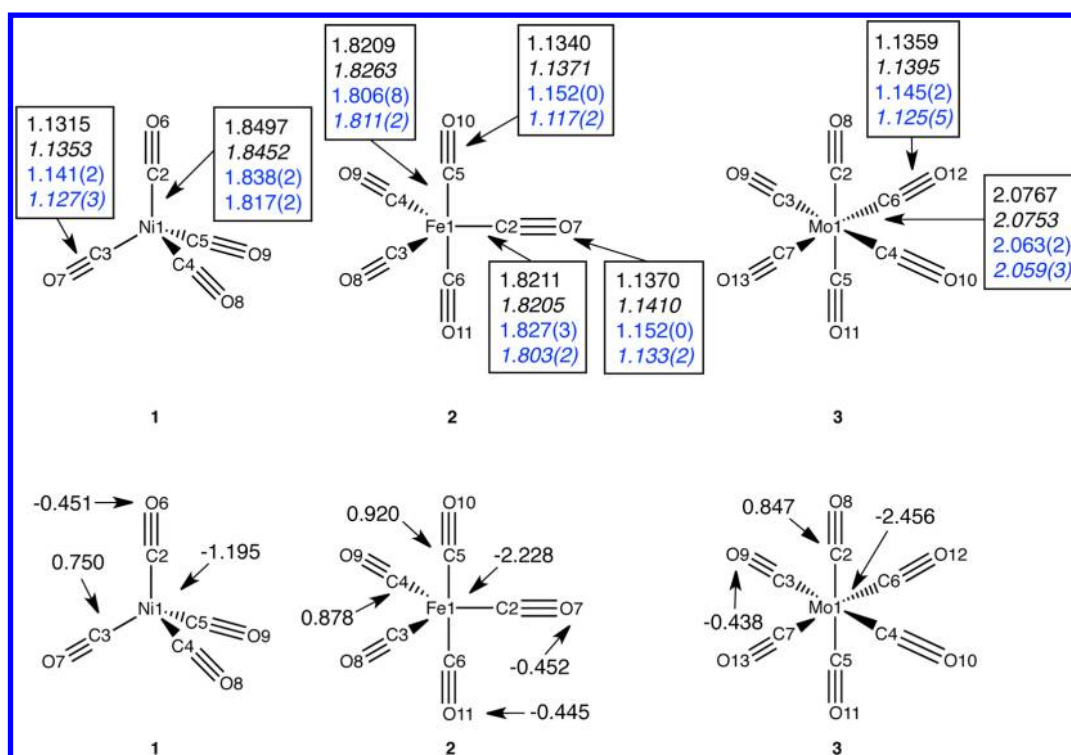 1.8209
1.8263
1.806(8)
1.811(2)
1.1340
1.1371
1.152(0)
1.117(2)
1.1359
1.1395
1.145(2)
1.125(5)
1.1315
1.1353
1.141(2)
1.127(3)
1.8497
1.8452
1.838(2)
1.817(2)
O6
C2
Ni1
C3
O7
C5
O9
C4
O8
O10
C5
O9
C4
Fe1
C2
O7
C3
O8
C6
O11
1.8211
1.8205
1.827(3)
1.803(2)
1.1370
1.1410
1.152(0)
1.133(2)
O8
C2
O9
C3
O12
C6
Mo1
C7
O13
C4
O10
C5
O11
2.0767
2.0753
2.063(2)
2.059(3)
1
2
3
-0.451
O6
C2
0.750
-1.195
Ni1
C3
O7
C5
O9
C4
O8
O10
0.920
C5
-2.228
O9
C4
Fe1
C2
O7
0.878
C3
O8
C6
-0.452
O11
-0.445
O8
0.847
C2
-2.456
O9
C3
O12
C6
Mo1
-0.438
C7
O13
C4
O10
C5
O11
1
2
3